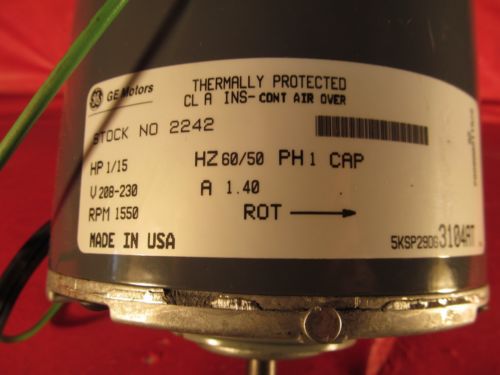 GE Motors
THERMALLY PROTECTED
CL A INS-CONT AIR OVER
STOCK NO 2242
HP 1/15
HZ 60/50 PH 1 CAP
V 208-230
A 1.40
RPM 1550
ROT
MADE IN USA
5KSP29DG3104AT